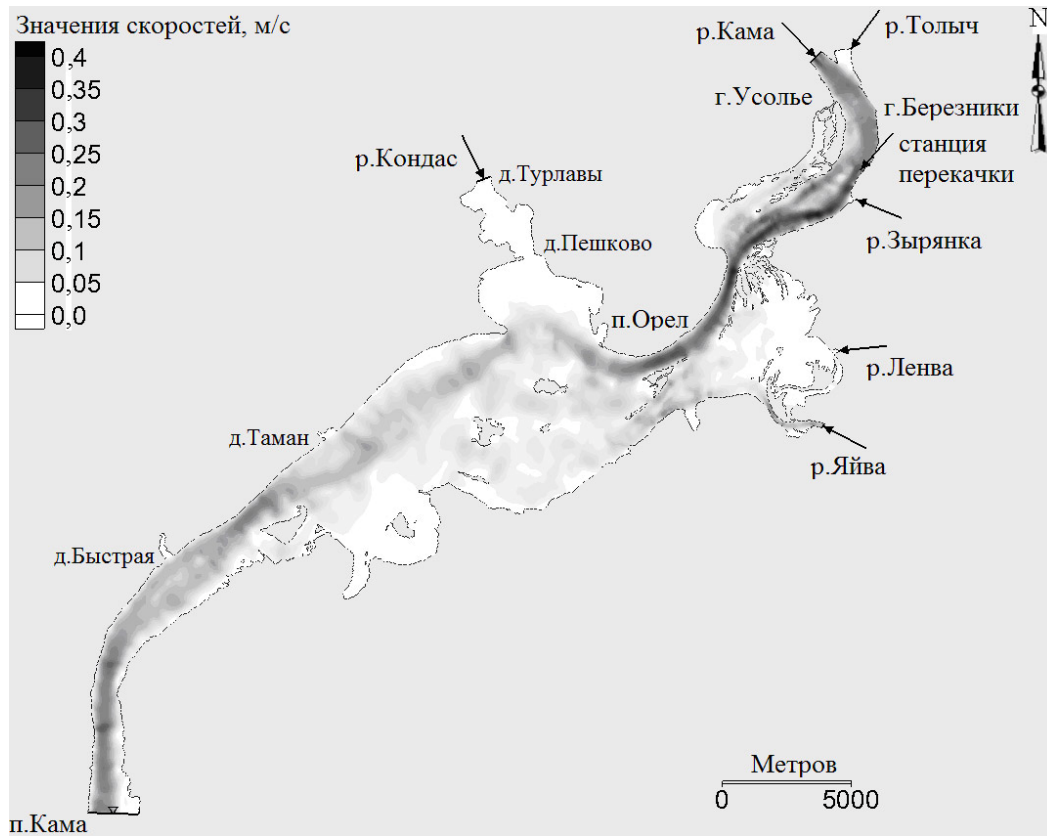 Значения скоростей, м/с
0,4
0,35
0,3
0,25
0,2
0,15
0,1
0,05
0,0
N
р.Кама
р.Толыч
г.Усолье
г.Березники
станция
перекачки
р.Кондас
д.Турлавы
р.Зырянка
д.Пешково
п.Орел
р.Ленва
д.Таман
р.Яйва
д.Быстрая
Метров
0
5000
п.Кама